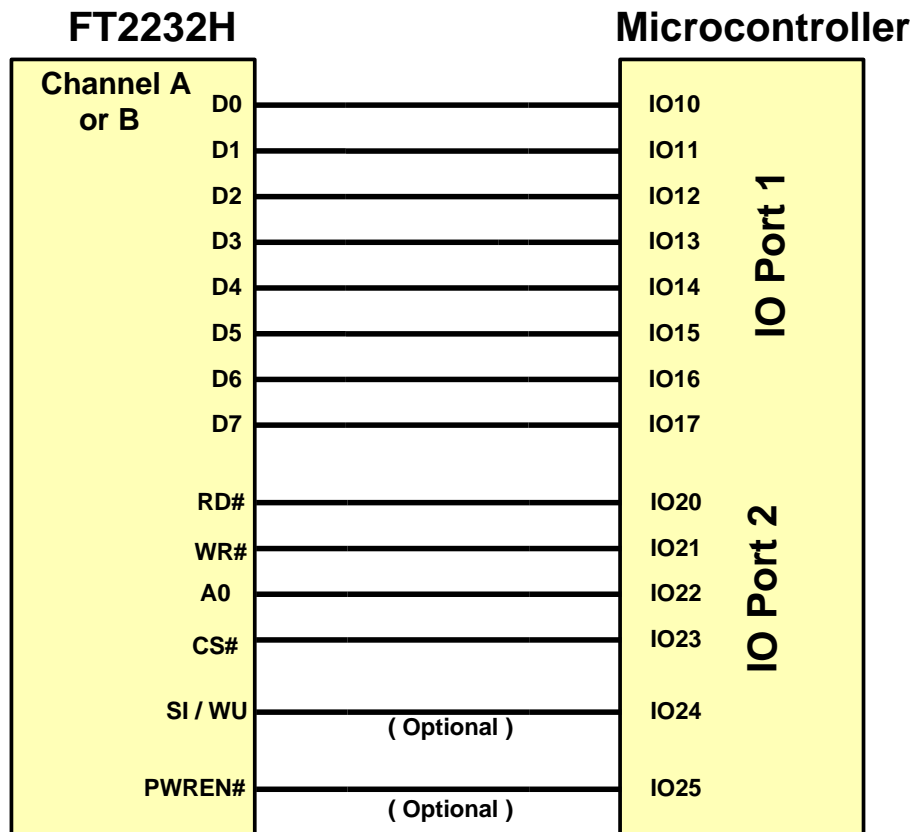 FT2232H
Microcontroller
Channel A
or B
D0
IO10
D1
IO11
D2
IO12
D3
IO13
D4
IO14
D5
IO15
D6
IO16
D7
IO17
IO Port 1
RD#
IO20
WR#
IO21
A0
IO22
CS#
IO23
IO Port 2
SI / WU
( Optional )
IO24
PWREN#
( Optional )
IO25